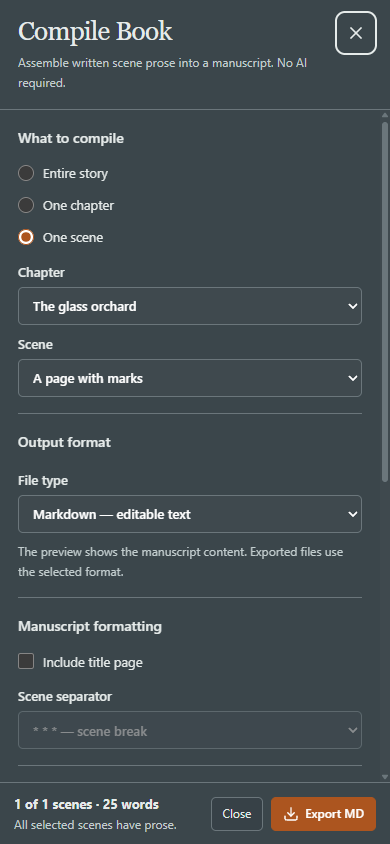 Compile Book
Assemble written scene prose into a manuscript. No AI
required.
What to compile
Entire story
One chapter
One scene
Chapter
The glass orchard
Scene
A page with marks
Output format
File type
Markdown — editable text
The preview shows the manuscript content. Exported files use
the selected format.
Manuscript formatting
Include title page
Scene separator
* * * — scene break
1 of 1 scenes · 25 words
All selected scenes have prose.
Close
Export MD